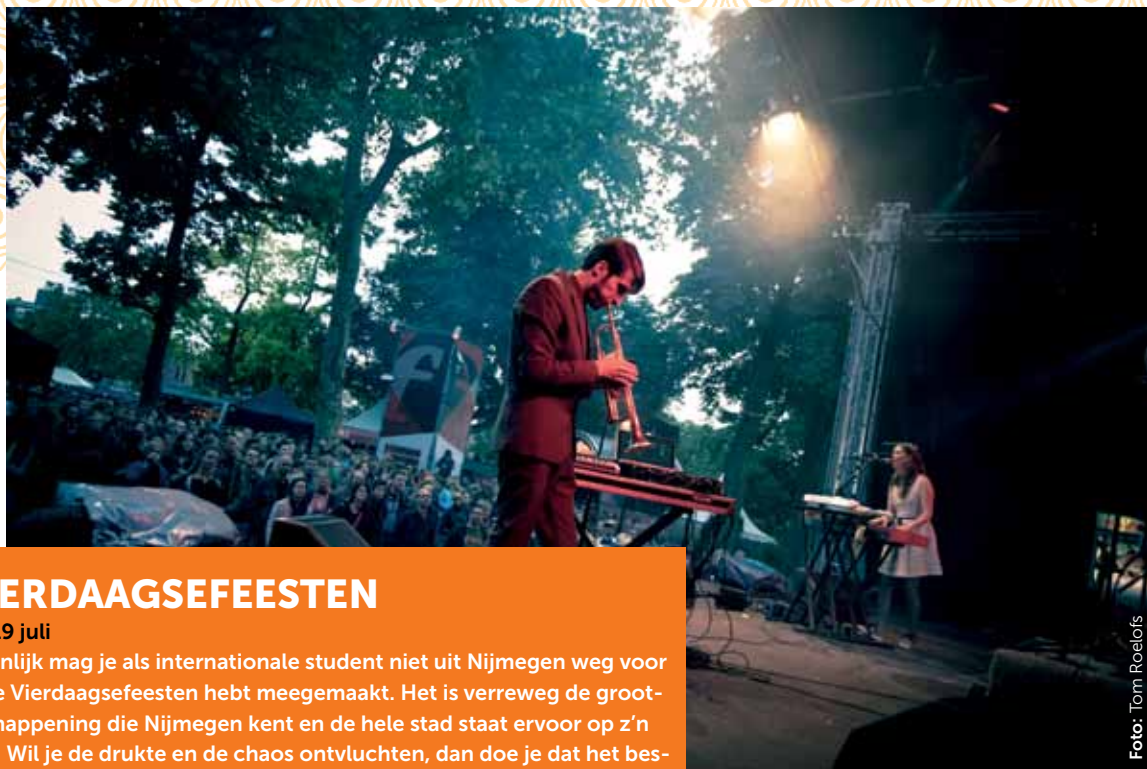 ERDAAGSEFEESTEN
9 juli
nlijk mag je als internationale student niet uit Nijmegen weg voor
e Vierdaagsefeesten hebt meegemaakt. Het is verreweg de groot-
happening die Nijmegen kent en de hele stad staat ervoor op z'n
Wil je de drukte en de chaos ontvluchten, dan doe je dat het bes-
Foto: Tom Roelofs